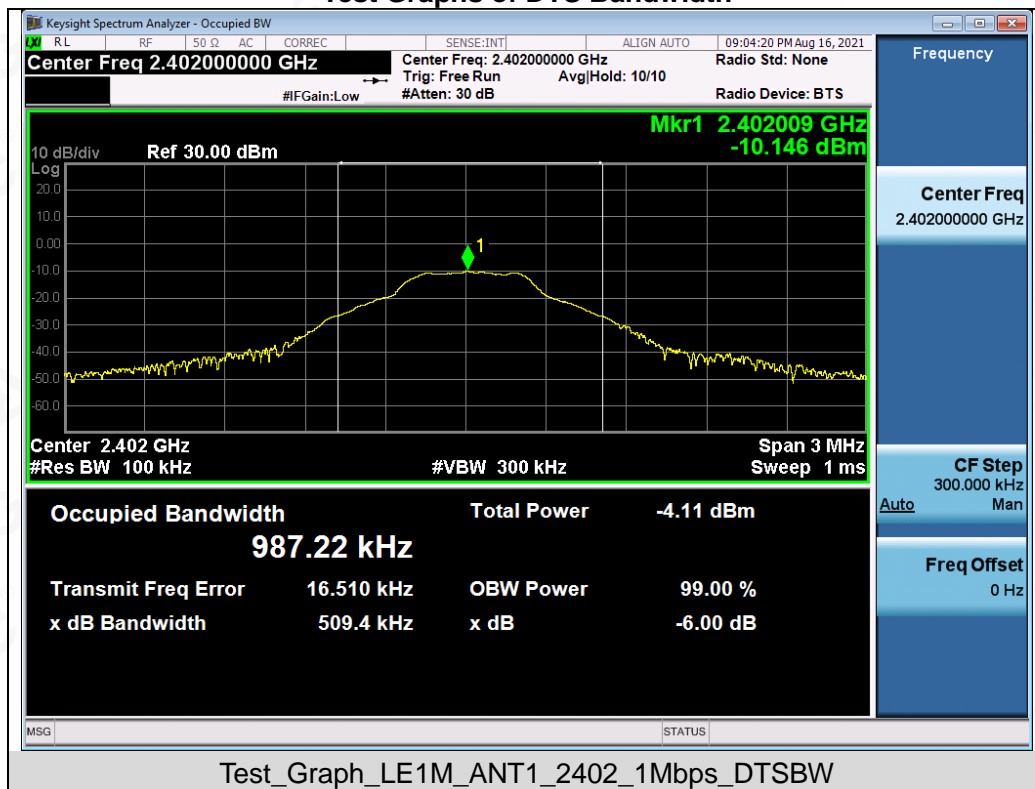 Test Graphs of DTS Bandwidth
Keysight Spectrum Analyzer - Occupied BW
LXI RL RF 50 Ω AC CORREC SENSE:INT ALIGN AUTO 09:04:20 PM Aug 16, 2021
Center Freq 2.402000000 GHz
Center Freq: 2.402000000 GHz
Radio Std: None
Trig: Free Run Avg|Hold: 10/10
#IFGain:Low
#Atten: 30 dB
Radio Device: BTS
Mkr1 2.402009 GHz
-10.146 dBm
10 dB/div Ref 30.00 dBm
Log
20.0
10.0
0.00
1
-10.0
-20.0
-30.0
-40.0
-50.0
-60.0
Center 2.402 GHz Span 3 MHz
#Res BW 100 kHz #VBW 300 kHz Sweep 1 ms
Occupied Bandwidth Total Power -4.11 dBm
987.22 kHz
Transmit Freq Error 16.510 kHz OBW Power 99.00 %
x dB Bandwidth 509.4 kHz x dB -6.00 dB
MSG STATUS
Frequency
Center Freq
2.402000000 GHz
CF Step
300.000 kHz
Auto Man
Freq Offset
0 Hz
Test_Graph_LE1M_ANT1_2402_1Mbps_DTSBW